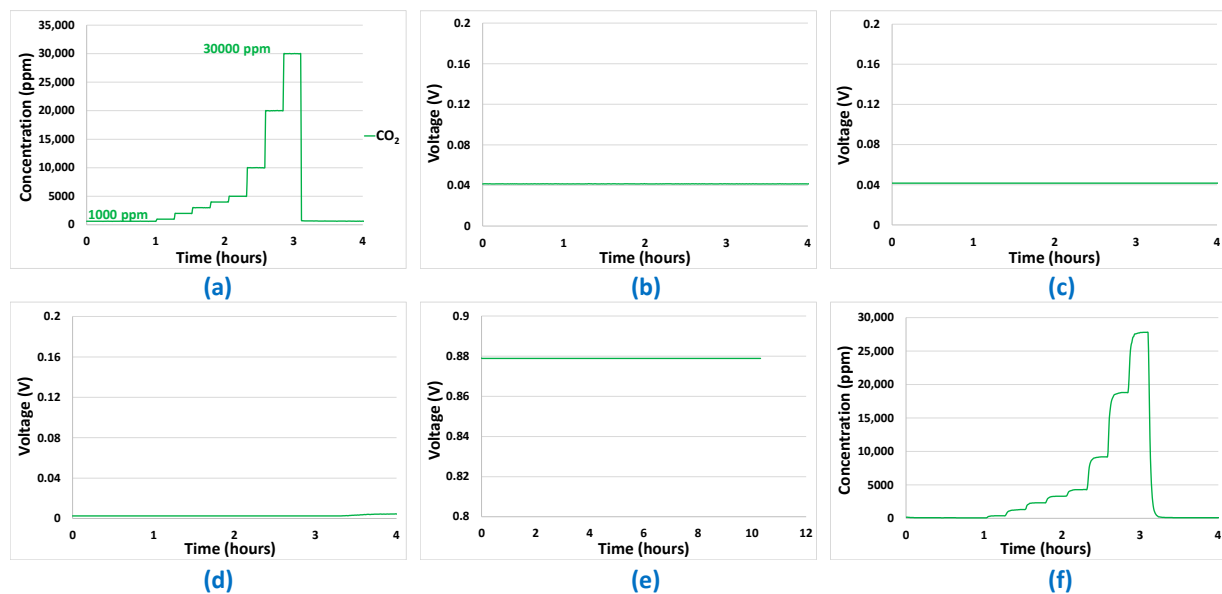 35,000
30,000
25,000
20,000
15,000
10,000
5000
0
0 1 2 3 4
Concentration (ppm)
Time (hours)
30000 ppm
1000 ppm
CO₂
(a)
0.2
0.16
0.12
0.08
0.04
0
0 1 2 3 4
Voltage (V)
Time (hours)
(b)
0.2
0.16
0.12
0.08
0.04
0
0 1 2 3 4
Voltage (V)
Time (hours)
(c)
0.2
0.16
0.12
0.08
0.04
0
0 1 2 3 4
Voltage (V)
Time (hours)
(d)
0.9
0.88
0.86
0.84
0.82
0.8
0 2 4 6 8 10 12
Voltage (V)
Time (hours)
(e)
30,000
25,000
20,000
15,000
10,000
5000
0
0 1 2 3 4
Concentration (ppm)
Time (hours)
(f)